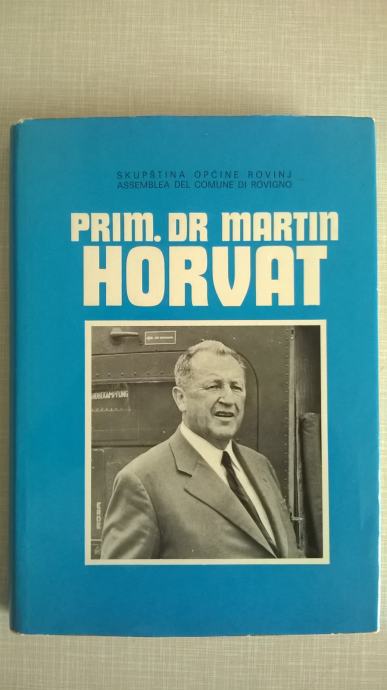 SKUPŠTINA OPĆINE ROVINJ
ASSEMBLEA DEL COMUNE DI ROVIGNO
PRIM. DR MARTIN
HORVAT